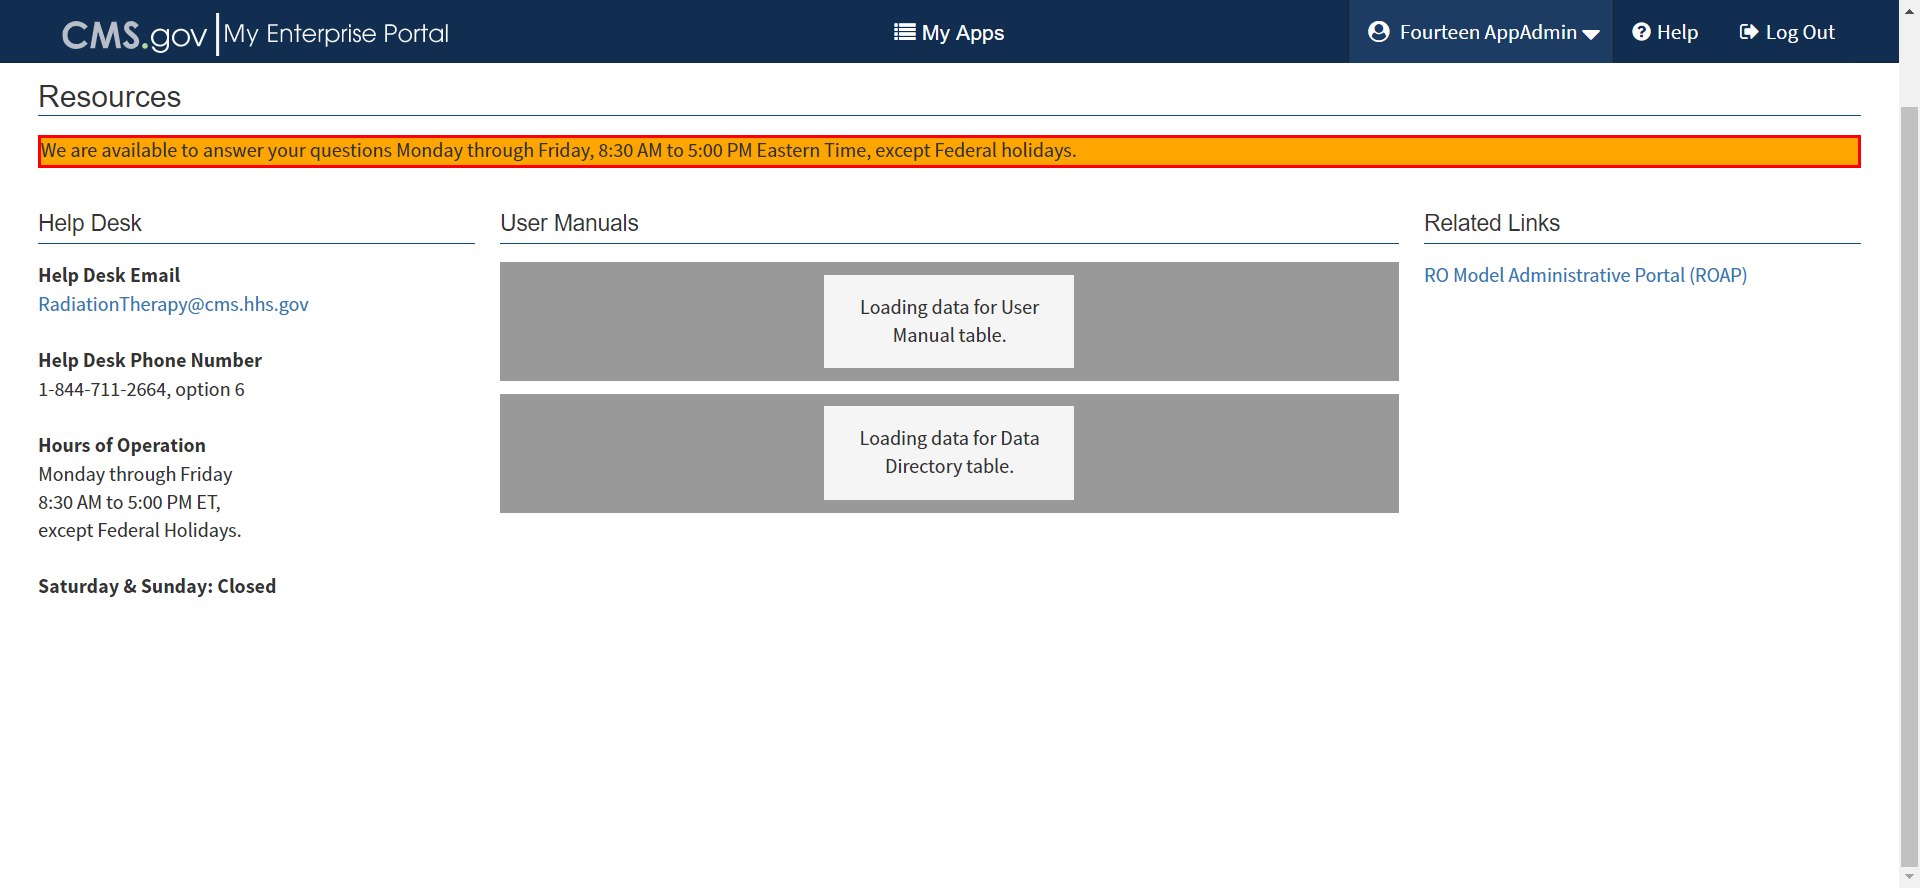 CMS.gov My Enterprise Portal
My Apps
Fourteen AppAdmin
Help
Log Out
Resources
We are available to answer your questions Monday through Friday, 8:30 AM to 5:00 PM Eastern Time, except Federal holidays.
Help Desk
Help Desk Email
RadiationTherapy@cms.hhs.gov
Help Desk Phone Number
1-844-711-2664, option 6
Hours of Operation
Monday through Friday
8:30 AM to 5:00 PM ET,
except Federal Holidays.
Saturday & Sunday: Closed
User Manuals
Loading data for User
Manual table.
Loading data for Data
Directory table.
Related Links
RO Model Administrative Portal (ROAP)